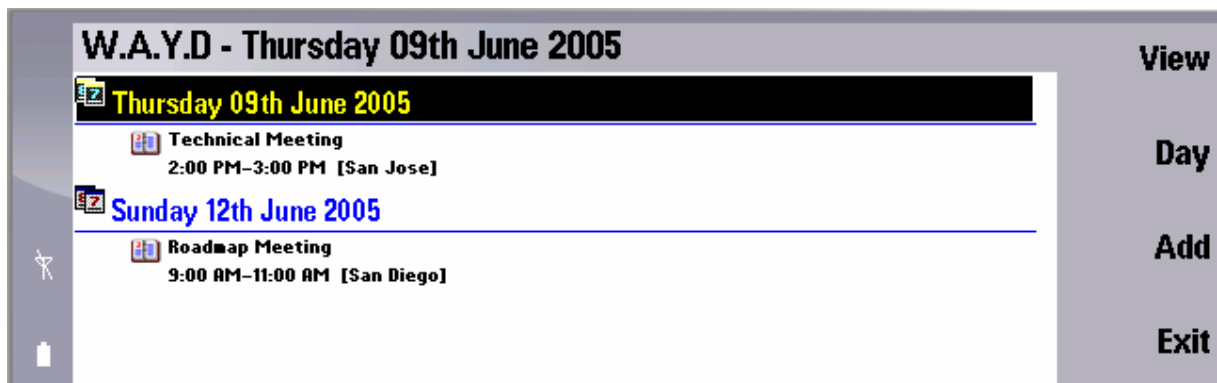 W.A.Y.D - Thursday 09th June 2005
Thursday 09th June 2005
Technical Meeting
2:00 PM–3:00 PM [San Jose]
Sunday 12th June 2005
Roadmap Meeting
9:00 AM–11:00 AM [San Diego]
View
Day
Add
Exit